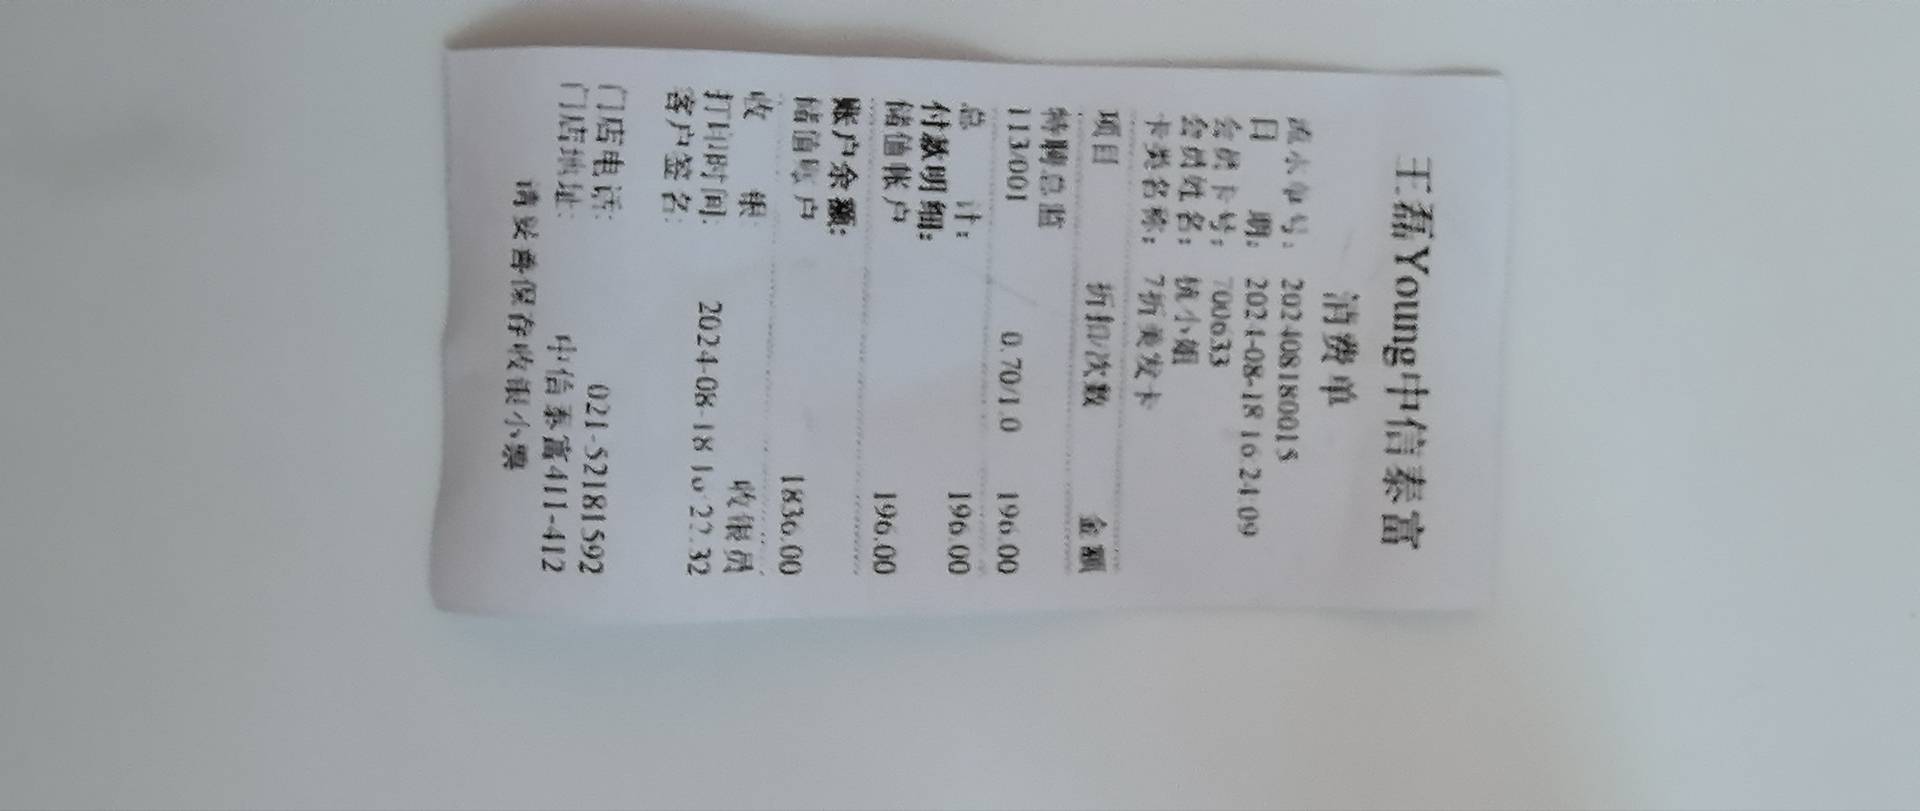 王磊Young中信泰富
消费单
流水单号: 202408180015
日 期: 2024-08-18 16:24:09
会员卡号: 700633
会员姓名: 杭小姐
卡类名称: 7折美发卡
项目 折扣/次数 金额
特聘总监
113/001 0.70/1.0 196.00
总 计: 196.00
付款明细:
储值帐户 196.00
账户余额:
储值账户 1836.00
收 银: 收银员
打印时间: 2024-08-18 16:27:32
客户签名:
门店电话: 021-52181592
门店地址: 中信泰富411-412
请妥善保存收银小票